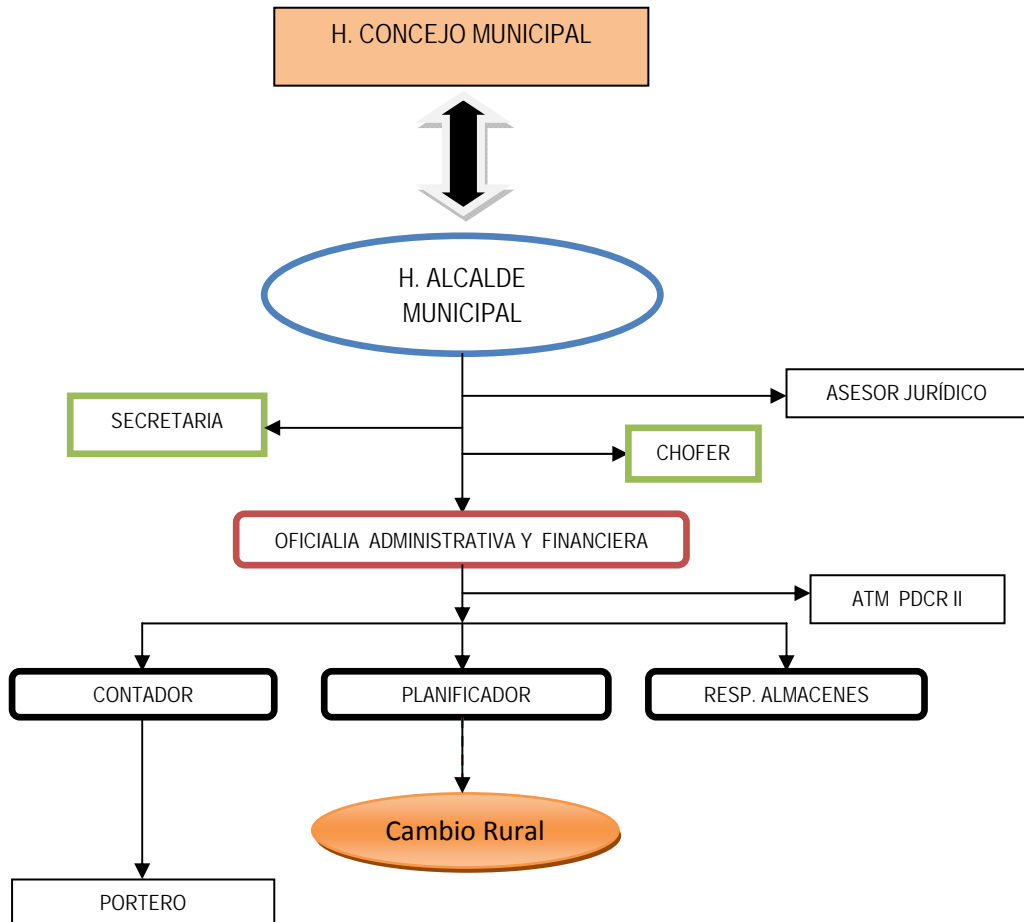 H. CONCEJO MUNICIPAL
H. ALCALDE
MUNICIPAL
ASESOR JURÍDICO
SECRETARIA
CHOFER
OFICIALIA ADMINISTRATIVA Y FINANCIERA
ATM PDCR II
CONTADOR
PLANIFICADOR
RESP. ALMACENES
Cambio Rural
PORTERO